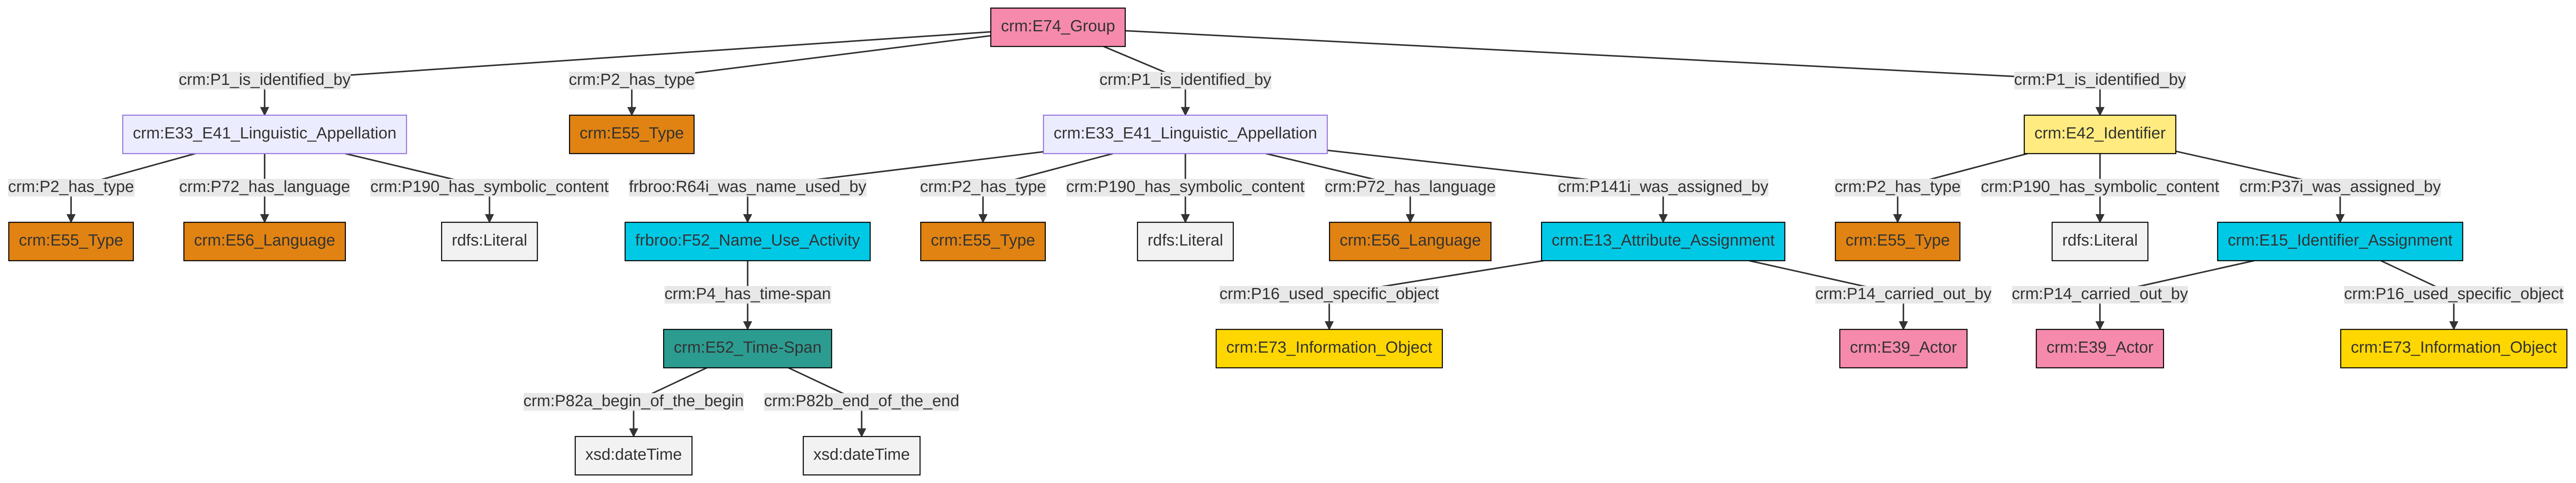 crm:E74_Group
crm:P1_is_identified_by
crm:P2_has_type
crm:P1_is_identified_by
crm:P1_is_identified_by
crm:E33_E41_Linguistic_Appellation
crm:E55_Type
crm:E33_E41_Linguistic_Appellation
crm:E42_Identifier
crm:P2_has_type
crm:P72_has_language
crm:P190_has_symbolic_content
frbroo:R64i_was_name_used_by
crm:P2_has_type
crm:P190_has_symbolic_content
crm:P72_has_language
crm:P141i_was_assigned_by
crm:P2_has_type
crm:P190_has_symbolic_content
crm:P37i_was_assigned_by
crm:E55_Type
crm:E56_Language
rdfs:Literal
frbroo:F52_Name_Use_Activity
crm:E55_Type
rdfs:Literal
crm:E56_Language
crm:E13_Attribute_Assignment
crm:E55_Type
rdfs:Literal
crm:E15_Identifier_Assignment
crm:P4_has_time-span
crm:P16_used_specific_object
crm:P14_carried_out_by
crm:P14_carried_out_by
crm:P16_used_specific_object
crm:E52_Time-Span
crm:E73_Information_Object
crm:E39_Actor
crm:E39_Actor
crm:E73_Information_Object
crm:P82a_begin_of_the_begin
crm:P82b_end_of_the_end
xsd:dateTime
xsd:dateTime